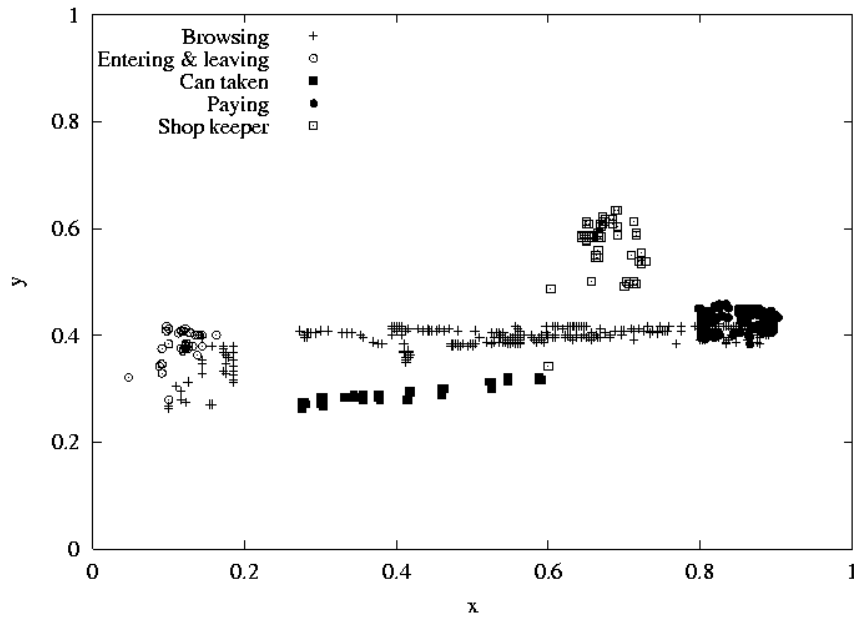 1
Browsing
Entering & leaving
Can taken
0.8
Paying
Shop keeper
0.6
y
0.4
0.2
0
0 0.2 0.4 0.6 0.8 1
x